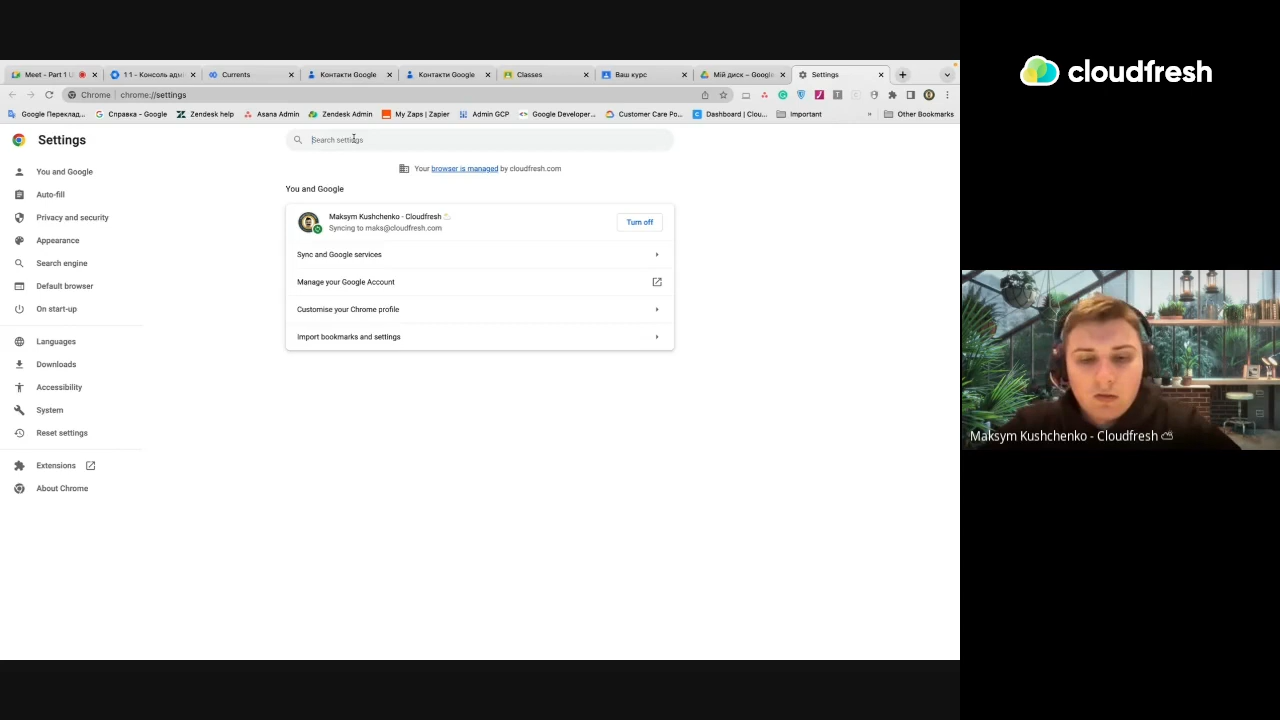 cloudfresh
Meet - Part 1 U
1 1 - Консоль адмі
Currents
Контакти Google
Контакти Google
Classes
Ваш курс
Мій диск – Google
Settings
Chrome
chrome://settings
Google Переклад...
Справка – Google
Zendesk help
Asana Admin
Zendesk Admin
My Zaps | Zapier
Admin GCP
Google Developer...
Customer Care Po...
Dashboard | Clou...
Important
»
Other Bookmarks
Settings
Search settings
Your browser is managed by cloudfresh.com
You and Google
Auto-fill
Privacy and security
Appearance
Search engine
Default browser
On start-up
Languages
Downloads
Accessibility
System
Reset settings
Extensions
About Chrome
You and Google
Maksym Kushchenko - Cloudfresh
Syncing to maks@cloudfresh.com
Turn off
Sync and Google services
Manage your Google Account
Customise your Chrome profile
Import bookmarks and settings
Maksym Kushchenko - Cloudfresh